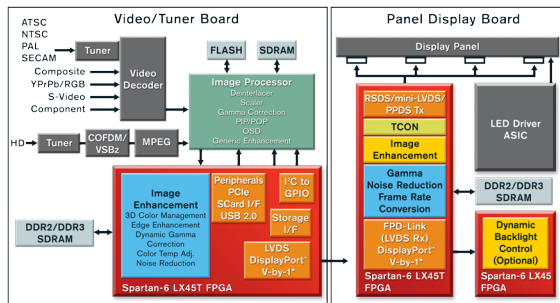 Video/Tuner Board
ATSC
NTSC
PAL
SECAM
Tuner
Composite
YPrPb/RGB
S-Video
Component
Video
Decoder
FLASH
SDRAM
Image Processor
Deinterlacer
Scaler
Gamma Correction
PIP/POP
OSD
Generic Enhancement
HD
Tuner
COFDM/
VSBz
MPEG
Image
Enhancement
3D Color Management
Edge Enhancement
Dynamic Gamma
Correction
Color Temp Adj.
Noise Reduction
Peripherals
PCIe
SCard I/F
USB 2.0
I²C to
GPIO
Storage
I/F
LVDS
DisplayPort™
V-by-1*
DDR2/DDR3
SDRAM
Spartan-6 LX45T
FPGA
Panel Display Board
Display Panel
RSDS/mini-LVDS/
PPDS Tx
TCON
Image
Enhancement
Gamma
Noise Reduction
Frame Rate
Conversion
FPD-Link
(LVDS Rx)
DisplayPort™
V-by-1*
Spartan-6 LX45T
FPGA
LED Driver
ASIC
DDR2/DDR3
SDRAM
Dynamic
Backlight
Control
(Optional)
Spartan-6 LX45
FPGA